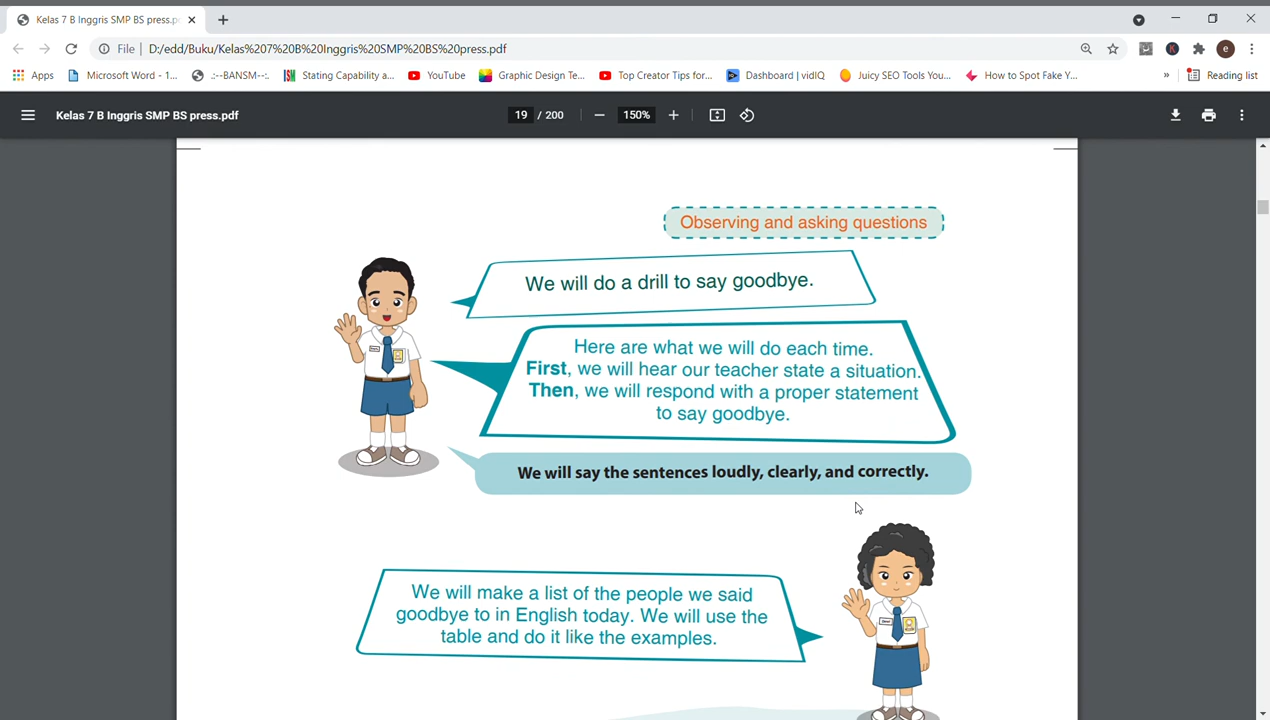 Kelas 7 B Inggris SMP BS press.p
File | D:/edd/Buku/Kelas%207%20B%20Inggris%20SMP%20BS%20press.pdf
Apps Microsoft Word - 1... .:--BANSM--:. Stating Capability a... YouTube Graphic Design Te... Top Creator Tips for... Dashboard | vidIQ Juicy SEO Tools You... How to Spot Fake Y... » Reading list
Kelas 7 B Inggris SMP BS press.pdf 19 / 200 150%
Observing and asking questions
We will do a drill to say goodbye.
Here are what we will do each time.
First, we will hear our teacher state a situation.
Then, we will respond with a proper statement
to say goodbye.
We will say the sentences loudly, clearly, and correctly.
We will make a list of the people we said
goodbye to in English today. We will use the
table and do it like the examples.